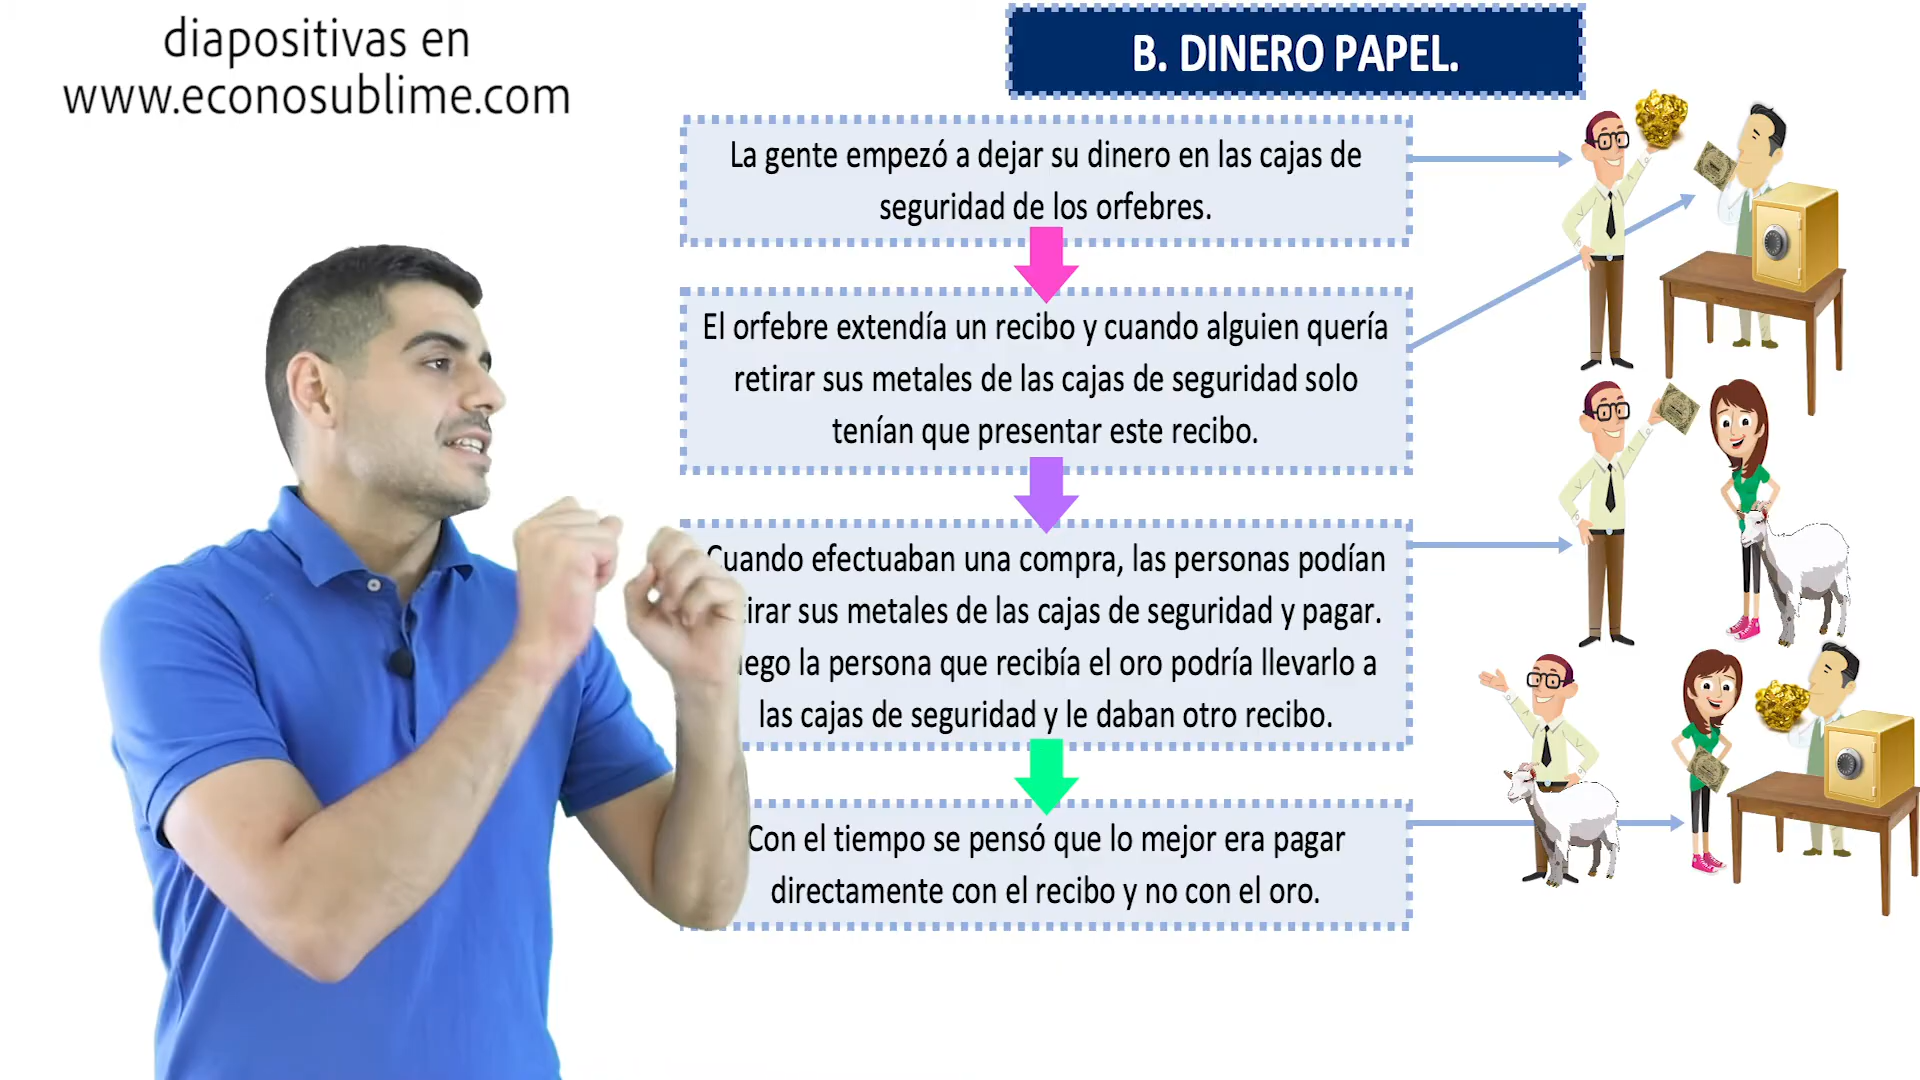 diapositivas en
www.econosublime.com
B. DINERO PAPEL.
La gente empezó a dejar su dinero en las cajas de
seguridad de los orfebres.
El orfebre extendía un recibo y cuando alguien quería
retirar sus metales de las cajas de seguridad solo
tenían que presentar este recibo.
Cuando efectuaban una compra, las personas podían
sus metales de las cajas de seguridad y pagar.
la persona que recibía el oro podría llevarlo a
las cajas de seguridad y le daban otro recibo.
Con el tiempo se pensó que lo mejor era pagar
directamente con el recibo y no con el oro.